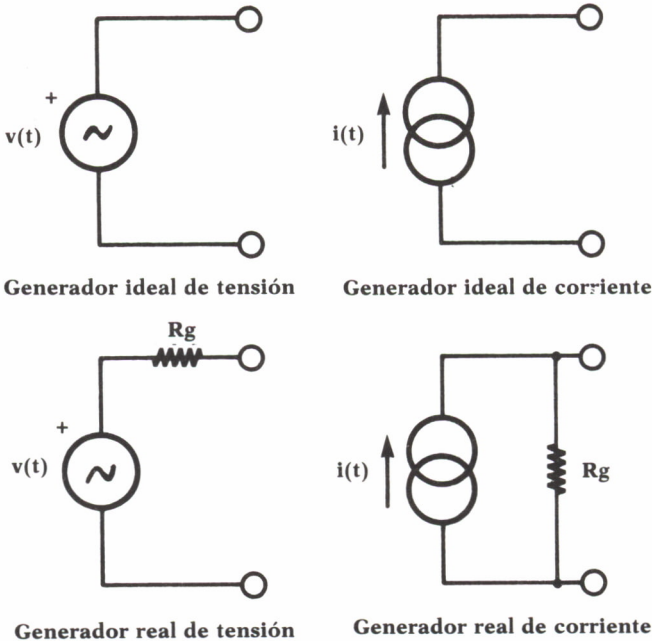 +
v(t)
i(t)
Generador ideal de tensión
Generador ideal de corriente
Rg
+
v(t)
i(t)
Rg
Generador real de tensión
Generador real de corriente